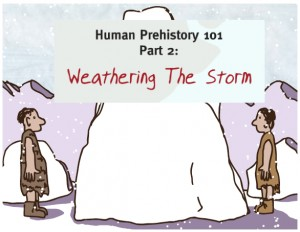 Human Prehistory 101
Part 2:
Weathering The Storm